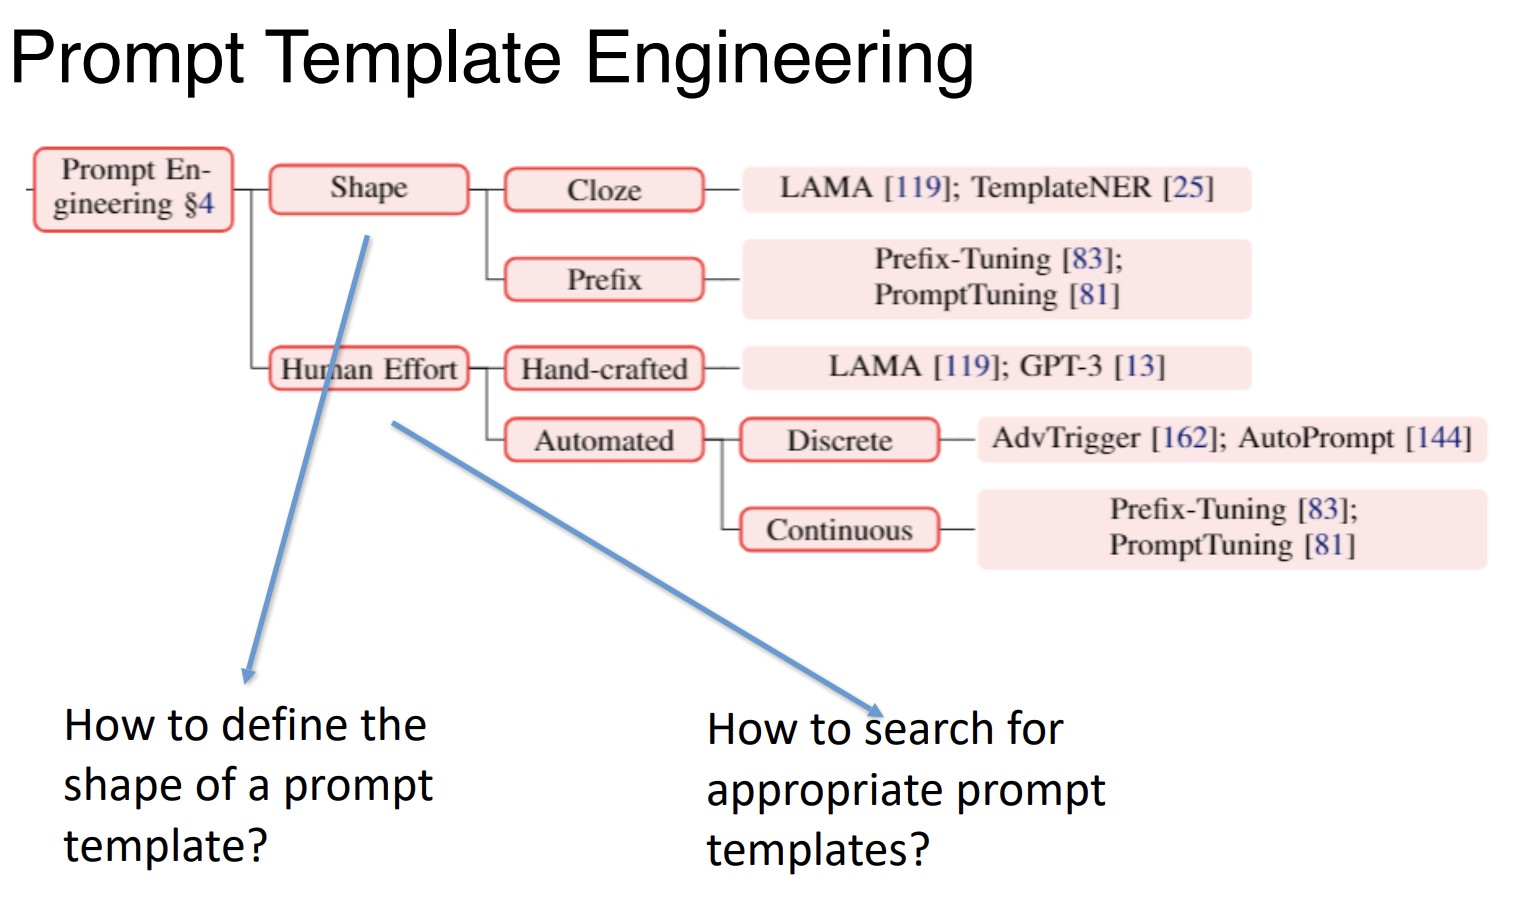 Prompt Template Engineering
Prompt En-
gineering §4
Shape
Cloze
LAMA [119]; TemplateNER [25]
Prefix
Prefix-Tuning [83];
PromptTuning [81]
Human Effort
Hand-crafted
LAMA [119]; GPT-3 [13]
Automated
Discrete
AdvTrigger [162]; AutoPrompt [144]
Continuous
Prefix-Tuning [83];
PromptTuning [81]
How to define the
shape of a prompt
template?
How to search for
appropriate prompt
templates?